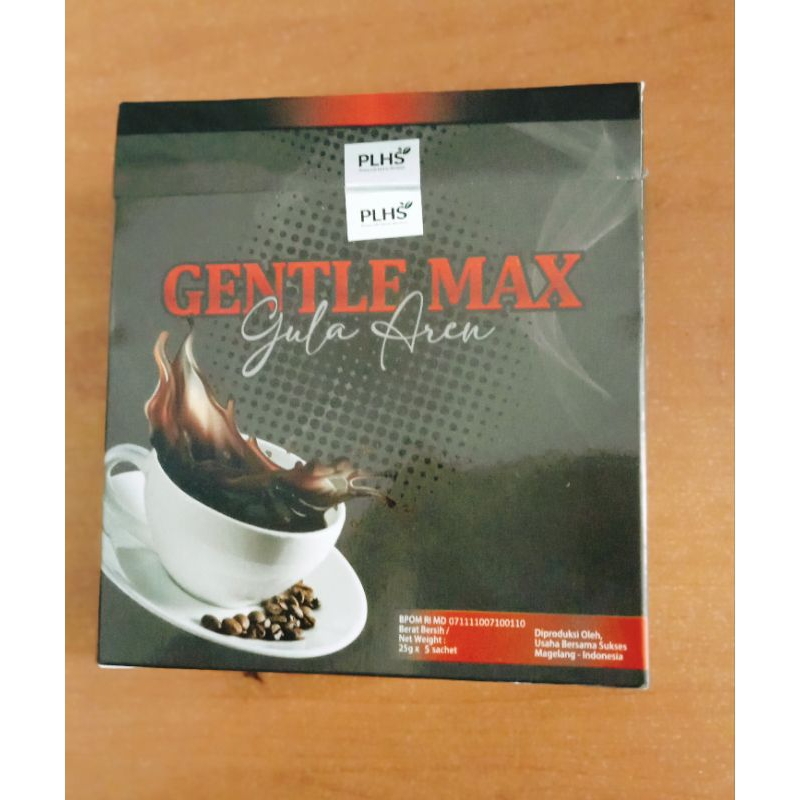 PLHS
PLHS
GENTLE MAX
Gula Aren
BPOM RI MD 071111007100110
Berat Bersih /
Net Weight :
25g x 5 sachet
Diproduksi Oleh,
Usaha Bersama Sukses
Magelang - Indonesia